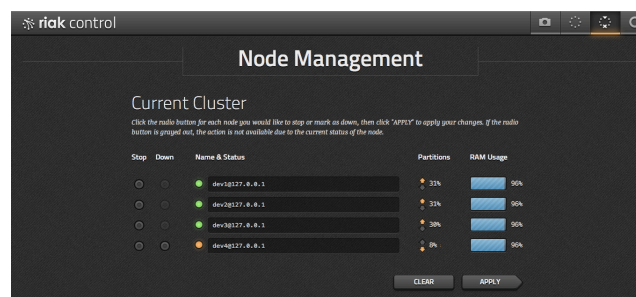 riak control
Node Management
Current Cluster
Click the radio button for each node you would like to stop or mark as down, then click "APPLY" to apply your changes. If the radio
button is grayed out, the action is not available due to the current status of the node.
Stop Down Name & Status Partitions RAM Usage
dev1@127.0.0.1 31% 96%
dev2@127.0.0.1 31% 96%
dev3@127.0.0.1 30% 96%
dev4@127.0.0.1 8% 96%
CLEAR APPLY